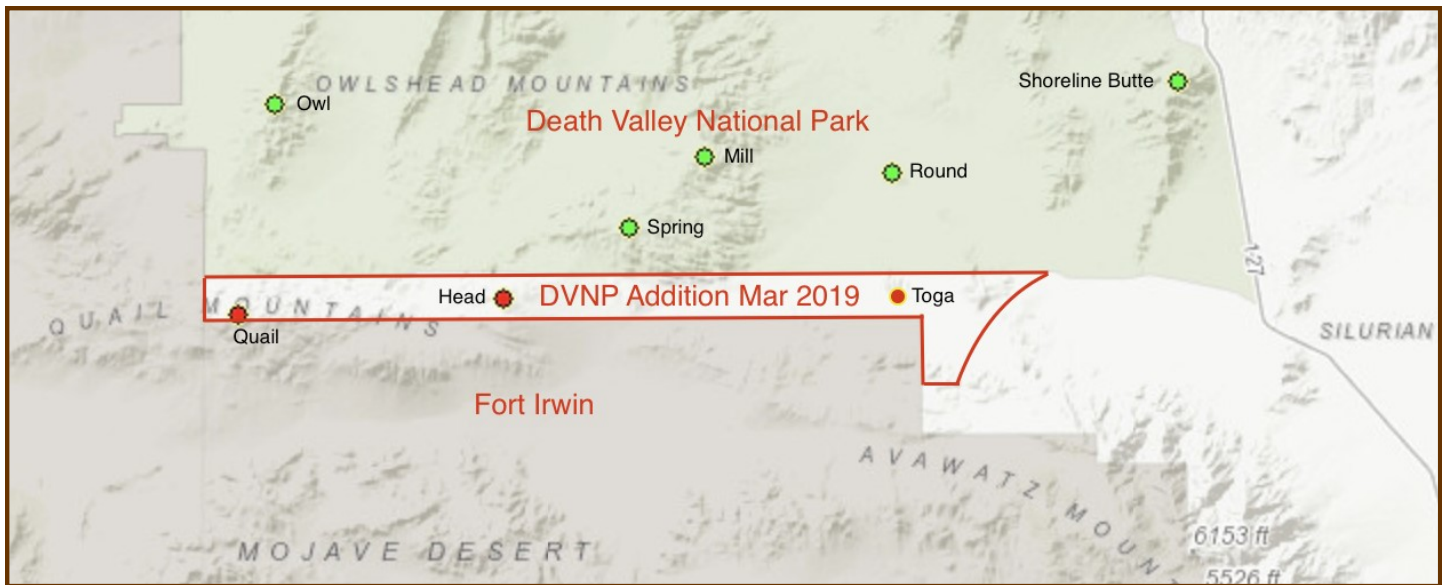 OWLSHEAD MOUNTAINS
Shoreline Butte
Owl
Death Valley National Park
Mill
Round
Spring
127
Head
DVNP Addition Mar 2019
Toga
QUAIL MOUNTAINS
Quail
SILURIAN
Fort Irwin
AVAWATZ MOUNT
6153 ft
MOJAVE DESERT
5526 ft